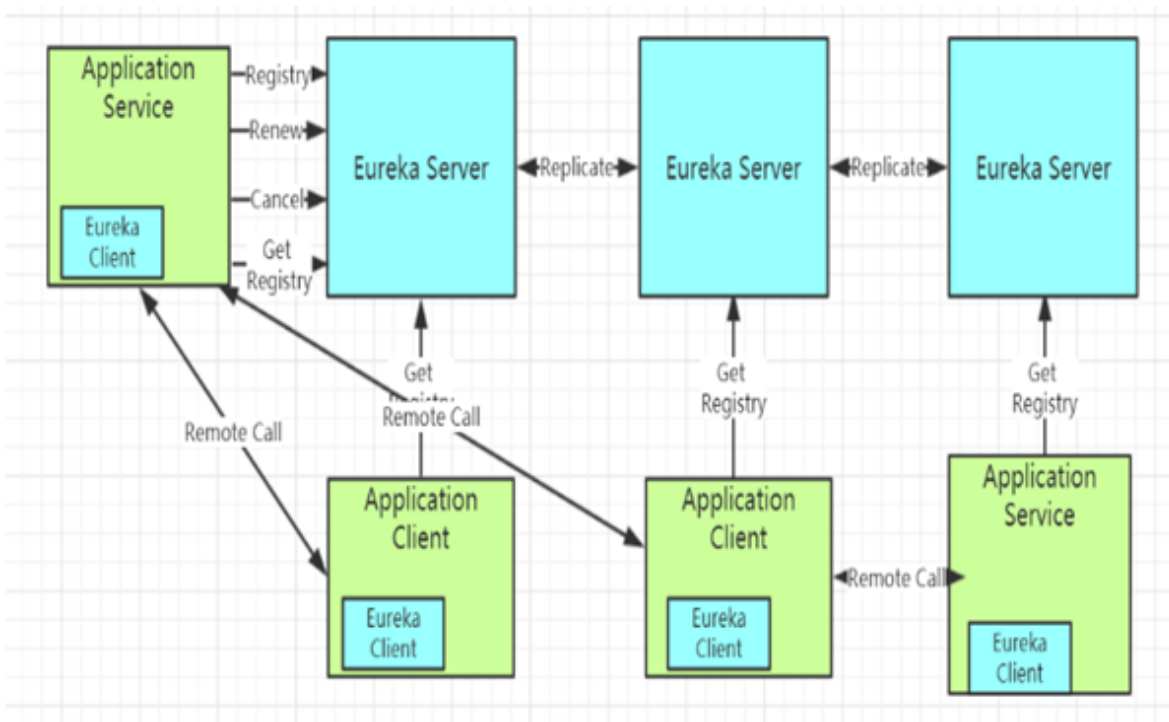 Application
Service
Eureka
Client
Registry
Renew
Cancel
Get
Registry
Eureka Server
Replicate
Eureka Server
Replicate
Eureka Server
Remote Call
Get
Registry
Remote Call
Get
Registry
Get
Registry
Application
Client
Eureka
Client
Application
Client
Eureka
Client
Remote Call
Application
Service
Eureka
Client